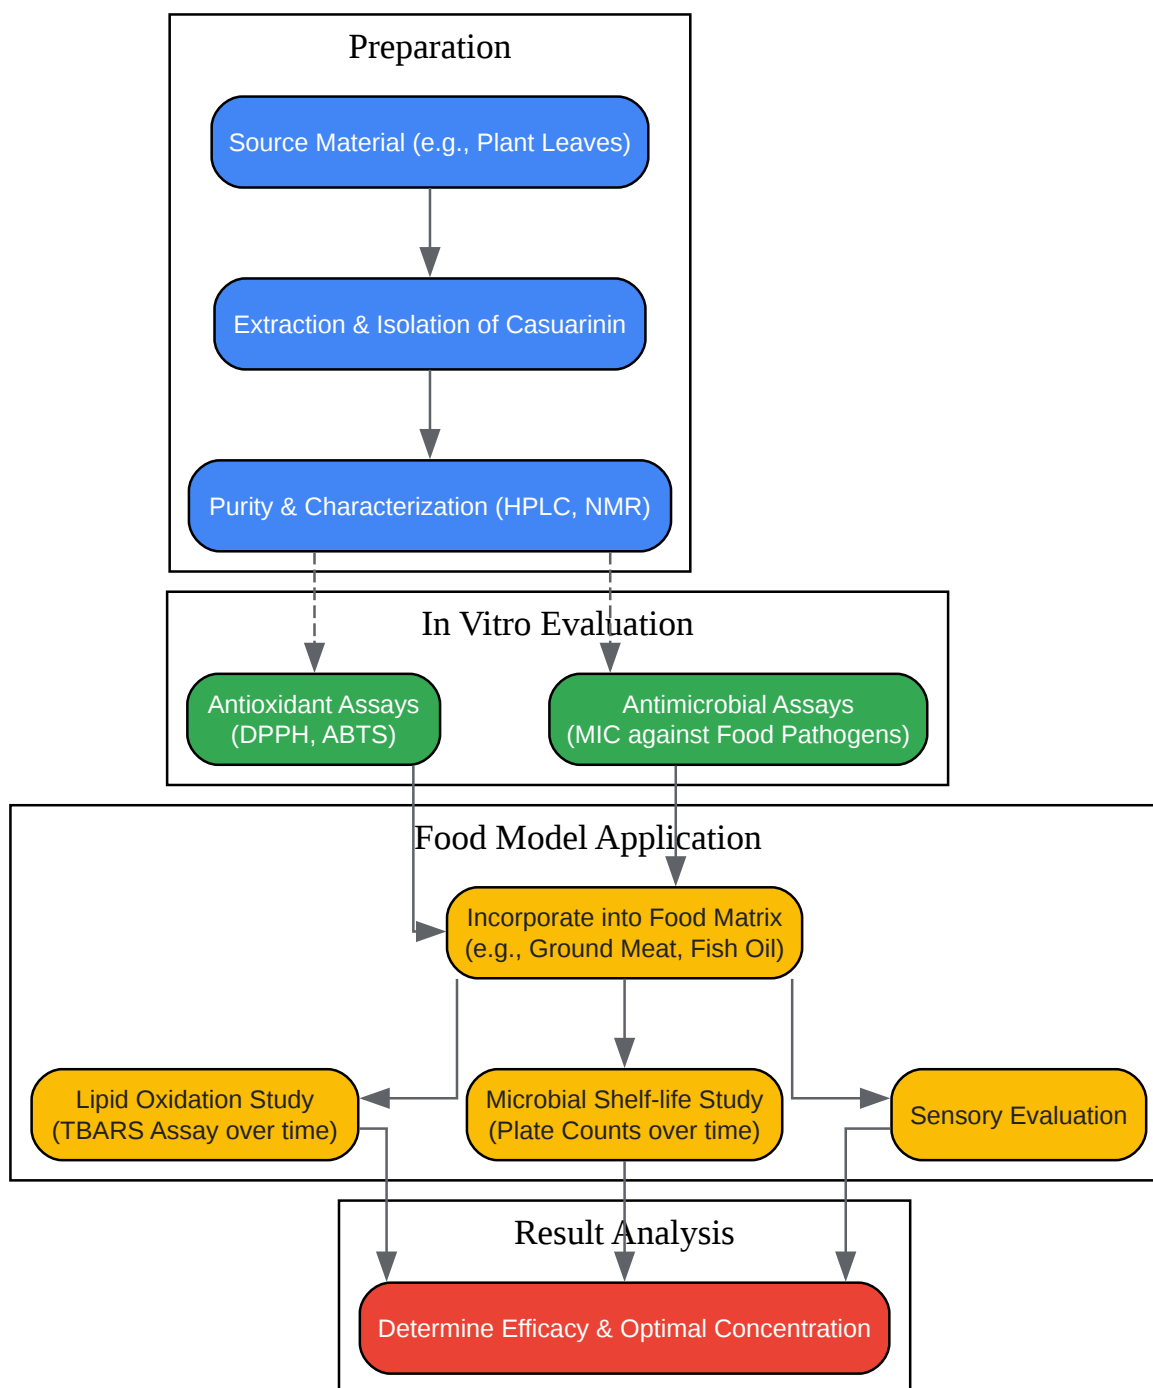 Preparation
Source Material (e.g., Plant Leaves)
Extraction & Isolation of Casuarinin
Purity & Characterization (HPLC, NMR)
In Vitro Evaluation
Antioxidant Assays
(DPPH, ABTS)
Antimicrobial Assays
(MIC against Food Pathogens)
Food Model Application
Incorporate into Food Matrix
(e.g., Ground Meat, Fish Oil)
Lipid Oxidation Study
(TBARS Assay over time)
Microbial Shelf-life Study
(Plate Counts over time)
Sensory Evaluation
Result Analysis
Determine Efficacy & Optimal Concentration